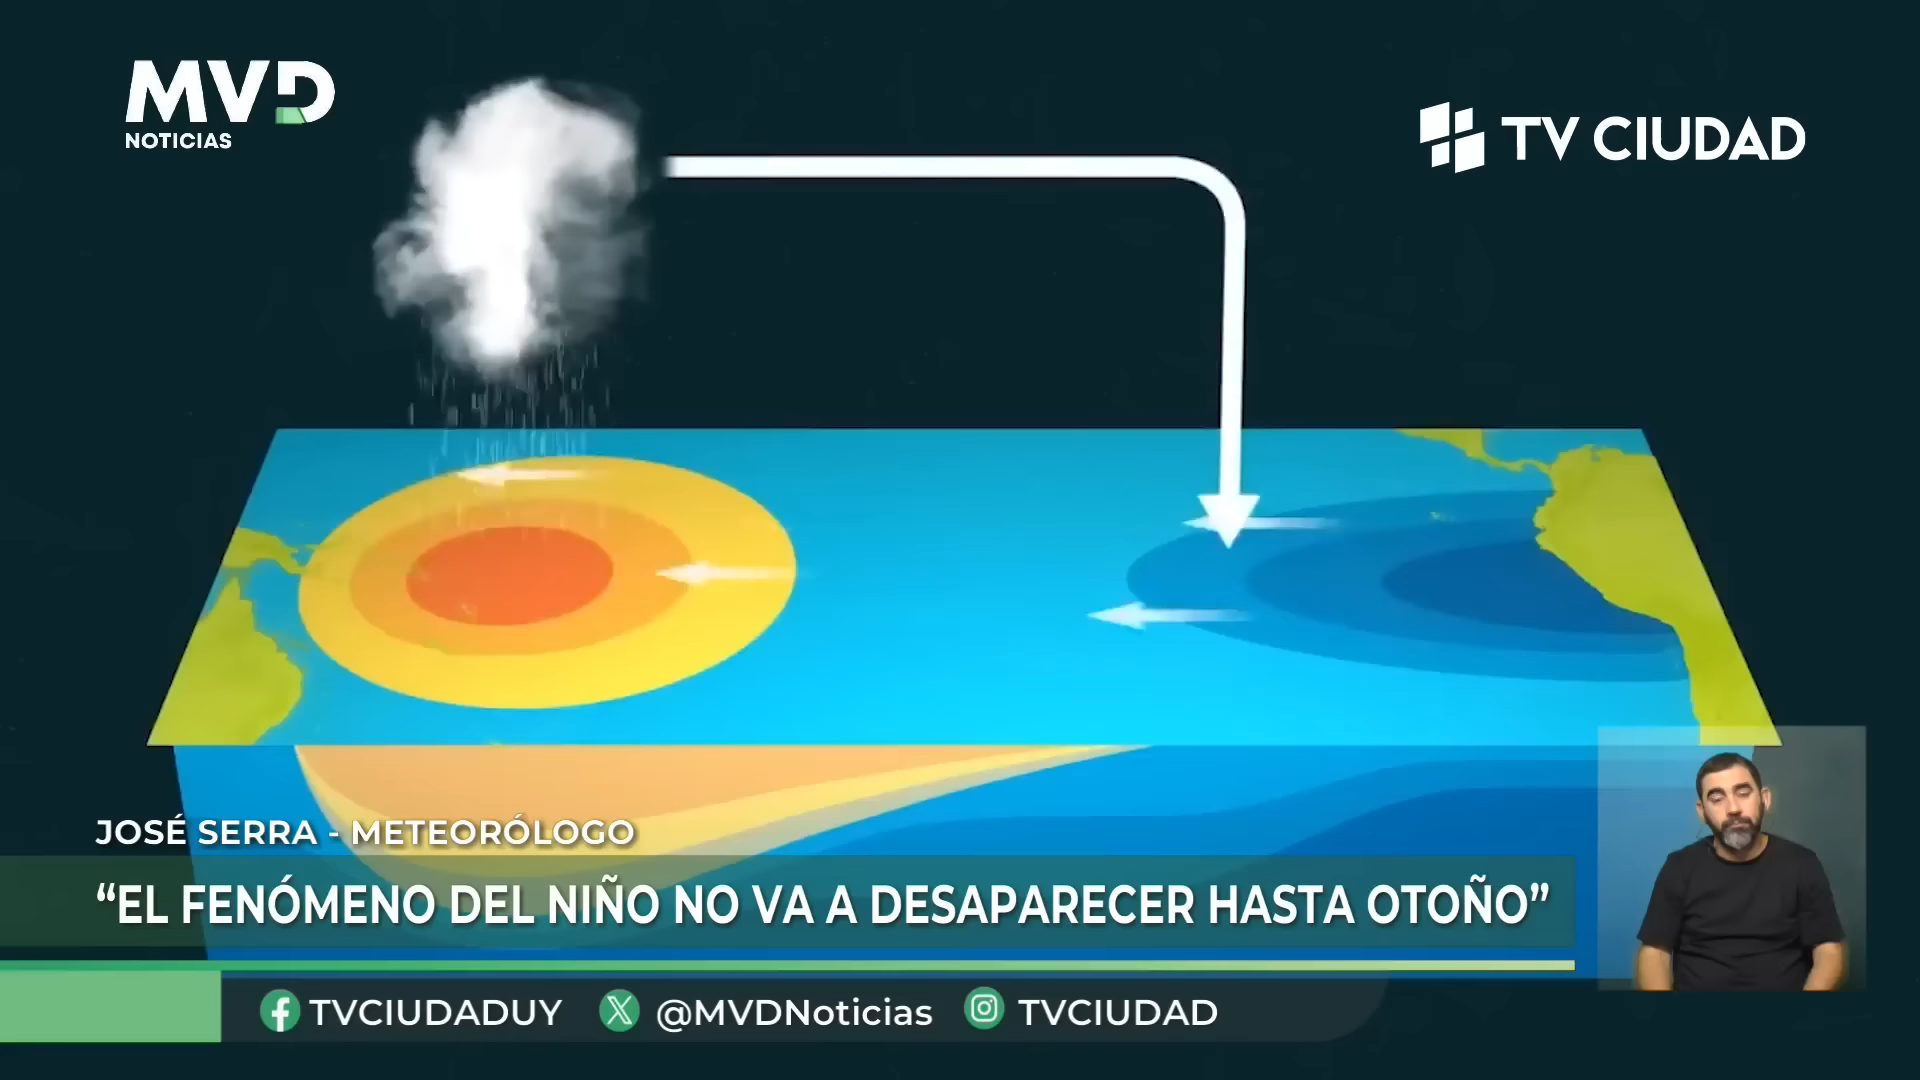 MVD
NOTICIAS
TV CIUDAD
JOSÉ SERRA - METEORÓLOGO
“EL FENÓMENO DEL NIÑO NO VA A DESAPARECER HASTA OTOÑO”
TVCIUDADUY @MVDNoticias TVCIUDAD